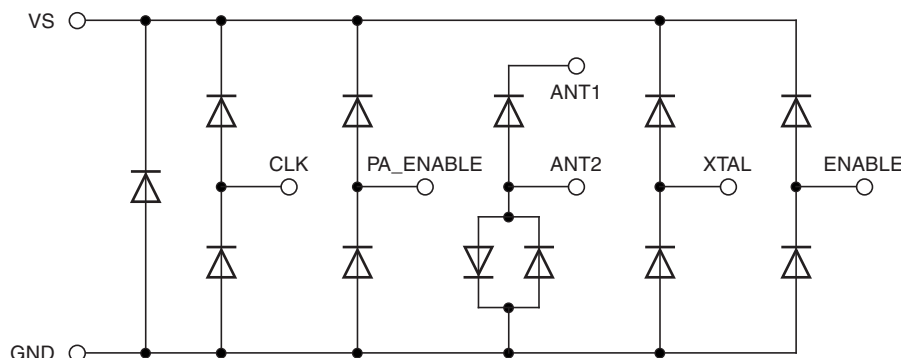 VS
ANT1
CLK
PA_ENABLE
ANT2
XTAL
ENABLE
GND